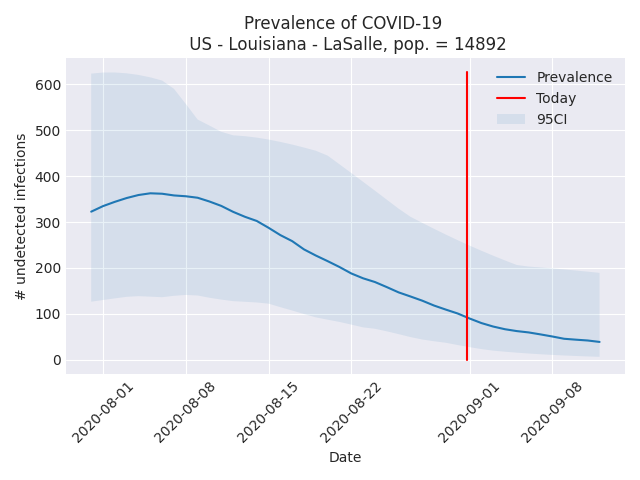 Prevalence of COVID-19
US - Louisiana - LaSalle, pop. = 14892
Prevalence
Today
95CI
# undetected infections
600
500
400
300
200
100
0
2020-08-01
2020-08-08
2020-08-15
2020-08-22
2020-09-01
2020-09-08
Date